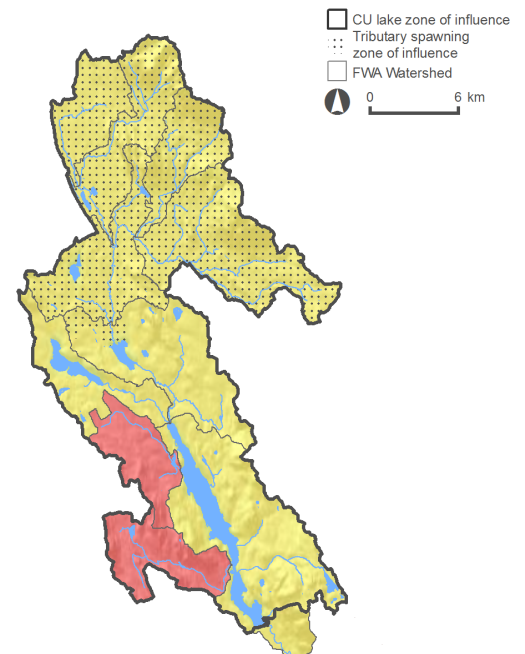 CU lake zone of influence
Tributary spawning
zone of influence
FWA Watershed
0 6 km